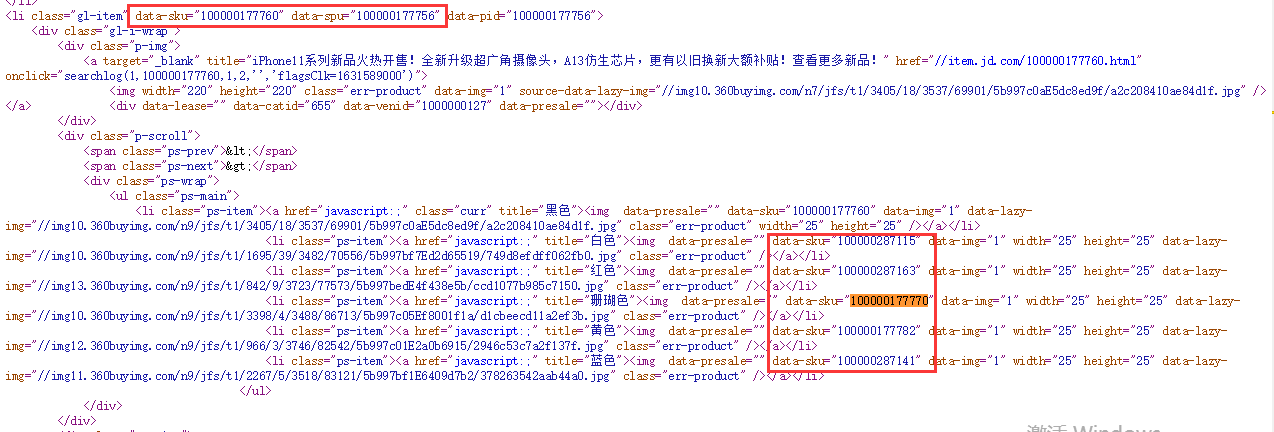 </li>
<li class="gl-item" data-sku="100000177760" data-spu="100000177756" data-pid="100000177756">
<div class="gl-i-wrap">
<div class="p-img">
<a target="_blank" title="iPhone11系列新品火热开售！全新升级超广角摄像头，A13仿生芯片，更有以旧换新大额补贴！查看更多新品！" href="//item.jd.com/100000177760.html"
onclick="searchlog(1,100000177760,1,2,'','flagsClk=1631589000')">
<img width="220" height="220" class="err-product" data-img="1" source-data-lazy-img="//img10.360buyimg.com/n7/jfs/t1/3405/18/3537/69901/5b997c0aE5dc8ed9f/a2c208410ae84d1f.jpg" />
</a> <div data-lease="" data-catid="655" data-venid="1000000127" data-presale=""></div>
</div>
<div class="p-scroll">
<span class="ps-prev">&lt;</span>
<span class="ps-next">&gt;</span>
<div class="ps-wrap">
<ul class="ps-main">
<li class="ps-item"><a href="javascript:;" class="curr" title="黑色"><img data-presale="" data-sku="100000177760" data-img="1" data-lazy-
img="//img10.360buyimg.com/n9/jfs/t1/3405/18/3537/69901/5b997c0aE5dc8ed9f/a2c208410ae84d1f.jpg" class="err-product" width="25" height="25" /></a></li>
<li class="ps-item"><a href="javascript:;" title="白色"><img data-presale="" data-sku="100000287115" data-img="1" width="25" height="25" data-lazy-
img="//img10.360buyimg.com/n9/jfs/t1/1695/39/3482/70556/5b997bf7Ed2d65519/749d8efdff062fb0.jpg" class="err-product" /></a></li>
<li class="ps-item"><a href="javascript:;" title="红色"><img data-presale="" data-sku="100000287163" data-img="1" width="25" height="25" data-lazy-
img="//img13.360buyimg.com/n9/jfs/t1/842/9/3723/77573/5b997bedE4f438e5b/ccd1077b985c7150.jpg" class="err-product" /></a></li>
<li class="ps-item"><a href="javascript:;" title="珊瑚色"><img data-presale="" data-sku="100000177770" data-img="1" width="25" height="25" data-lazy-
img="//img10.360buyimg.com/n9/jfs/t1/3398/4/3488/86713/5b997c05Ef8001f1a/d1cbeecd11a2ef3b.jpg" class="err-product" /></a></li>
<li class="ps-item"><a href="javascript:;" title="黄色"><img data-presale="" data-sku="100000177782" data-img="1" width="25" height="25" data-lazy-
img="//img12.360buyimg.com/n9/jfs/t1/966/3/3746/82542/5b997c01E2a0b6915/2946c53c7a2f137f.jpg" class="err-product" /></a></li>
<li class="ps-item"><a href="javascript:;" title="蓝色"><img data-presale="" data-sku="100000287141" data-img="1" width="25" height="25" data-lazy-
img="//img11.360buyimg.com/n9/jfs/t1/2267/5/3518/83121/5b997bf1E6409d7b2/378263542aab44a0.jpg" class="err-product" /></a></li>
</ul>
</div>
</div>
激活 Windows